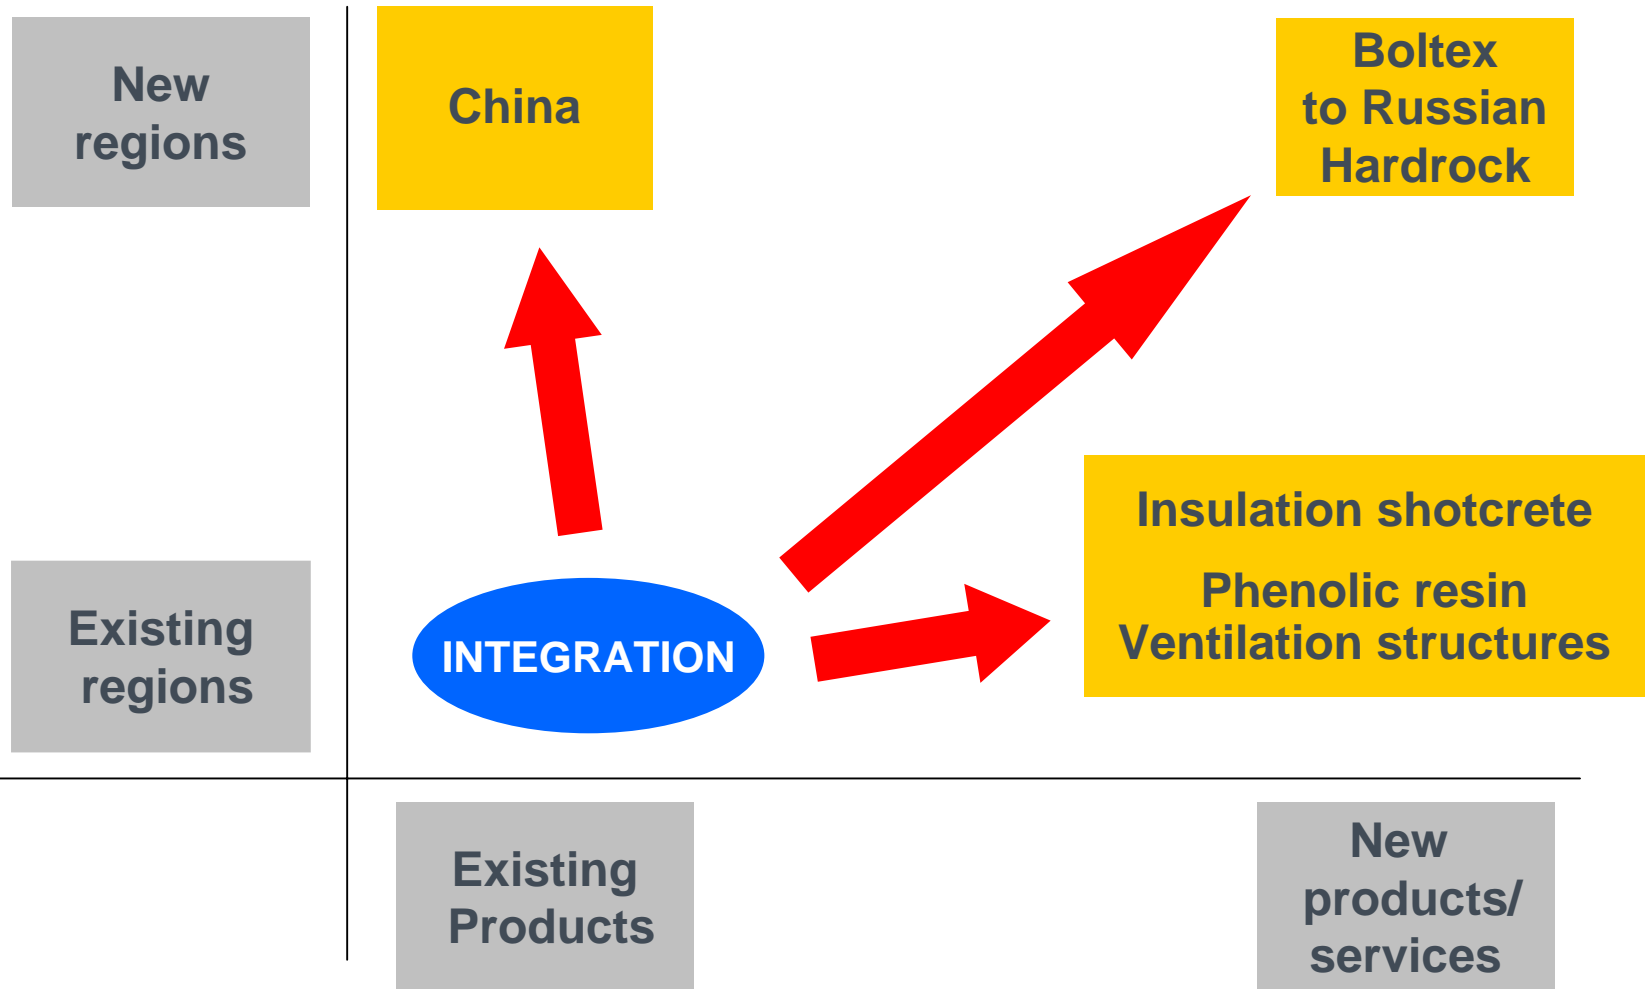 New
regions
China
Boltex
to Russian
Hardrock
Insulation shotcrete
Phenolic resin
Ventilation structures
Existing
regions
INTEGRATION
Existing
Products
New
products/
services